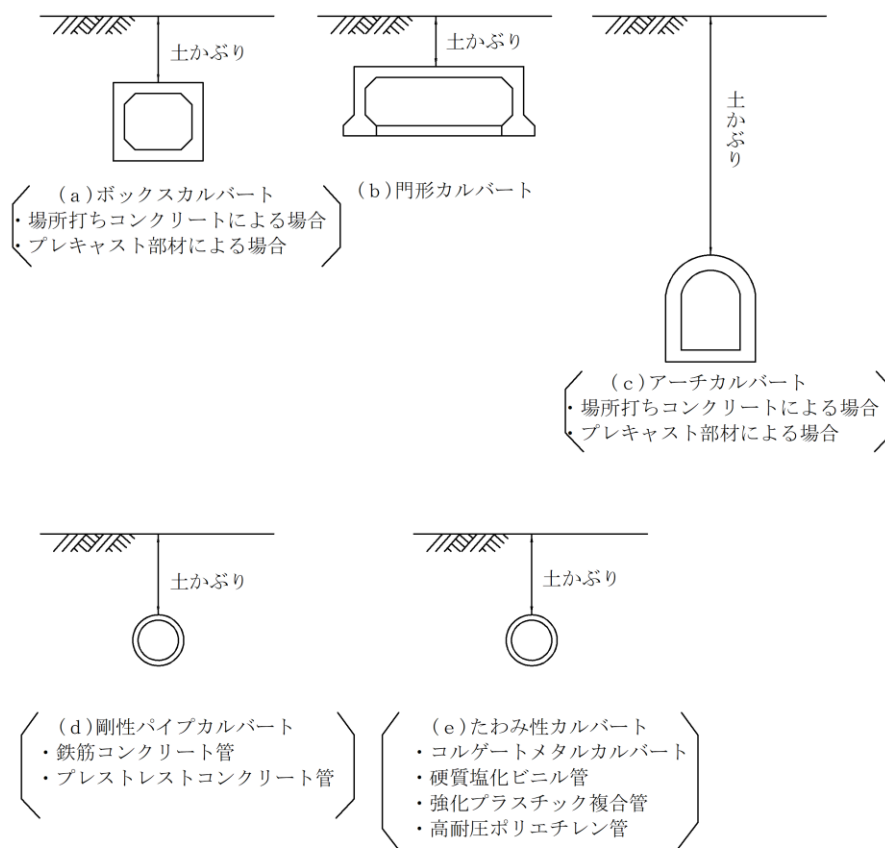 土かぶり
土かぶり
土かぶり
(a)ボックスカルバート
・場所打ちコンクリートによる場合
・プレキャスト部材による場合
(b)門形カルバート
(c)アーチカルバート
・場所打ちコンクリートによる場合
・プレキャスト部材による場合
土かぶり
土かぶり
(d)剛性パイプカルバート
・鉄筋コンクリート管
・プレストレストコンクリート管
(e)たわみ性カルバート
・コルゲートメタルカルバート
・硬質塩化ビニル管
・強化プラスチック複合管
・高耐圧ポリエチレン管